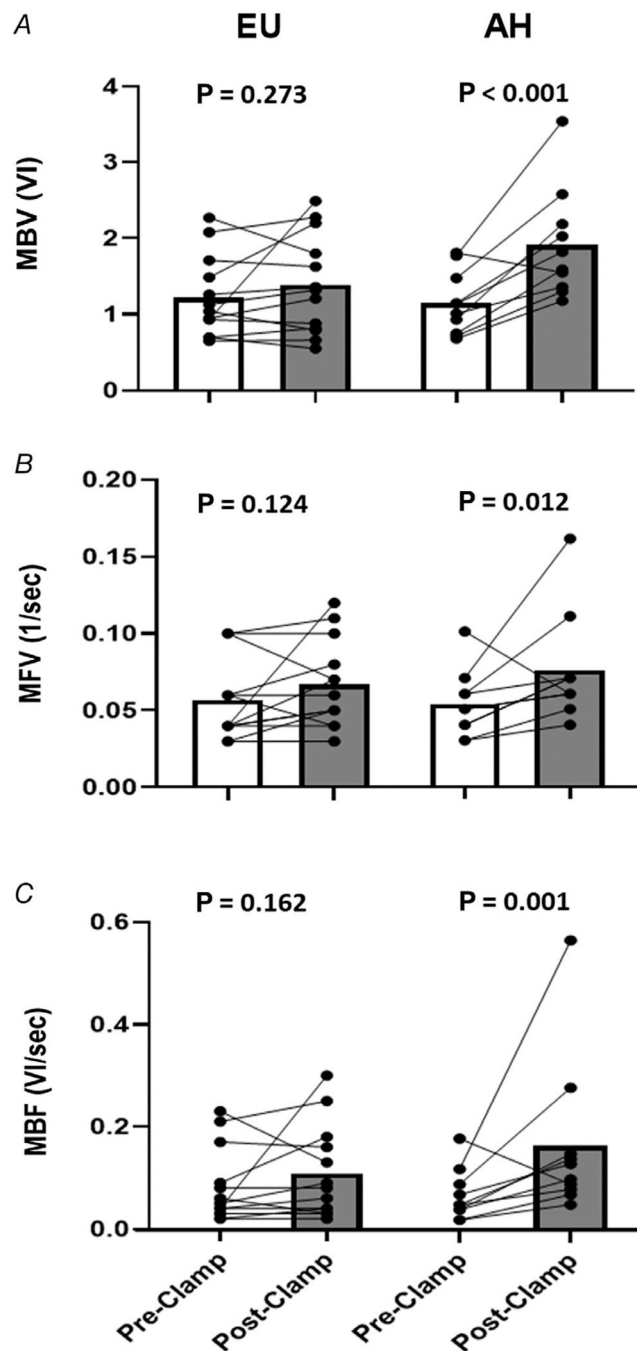 A
EU AH
P = 0.273 P < 0.001
MBV (VI)
4
3
2
1
0
B
P = 0.124 P = 0.012
MFV (1/sec)
0.20
0.15
0.10
0.05
0.00
C
P = 0.162 P = 0.001
MBF (VI/sec)
0.6
0.4
0.2
0.0
Pre-Clamp Post-Clamp Pre-Clamp Post-Clamp